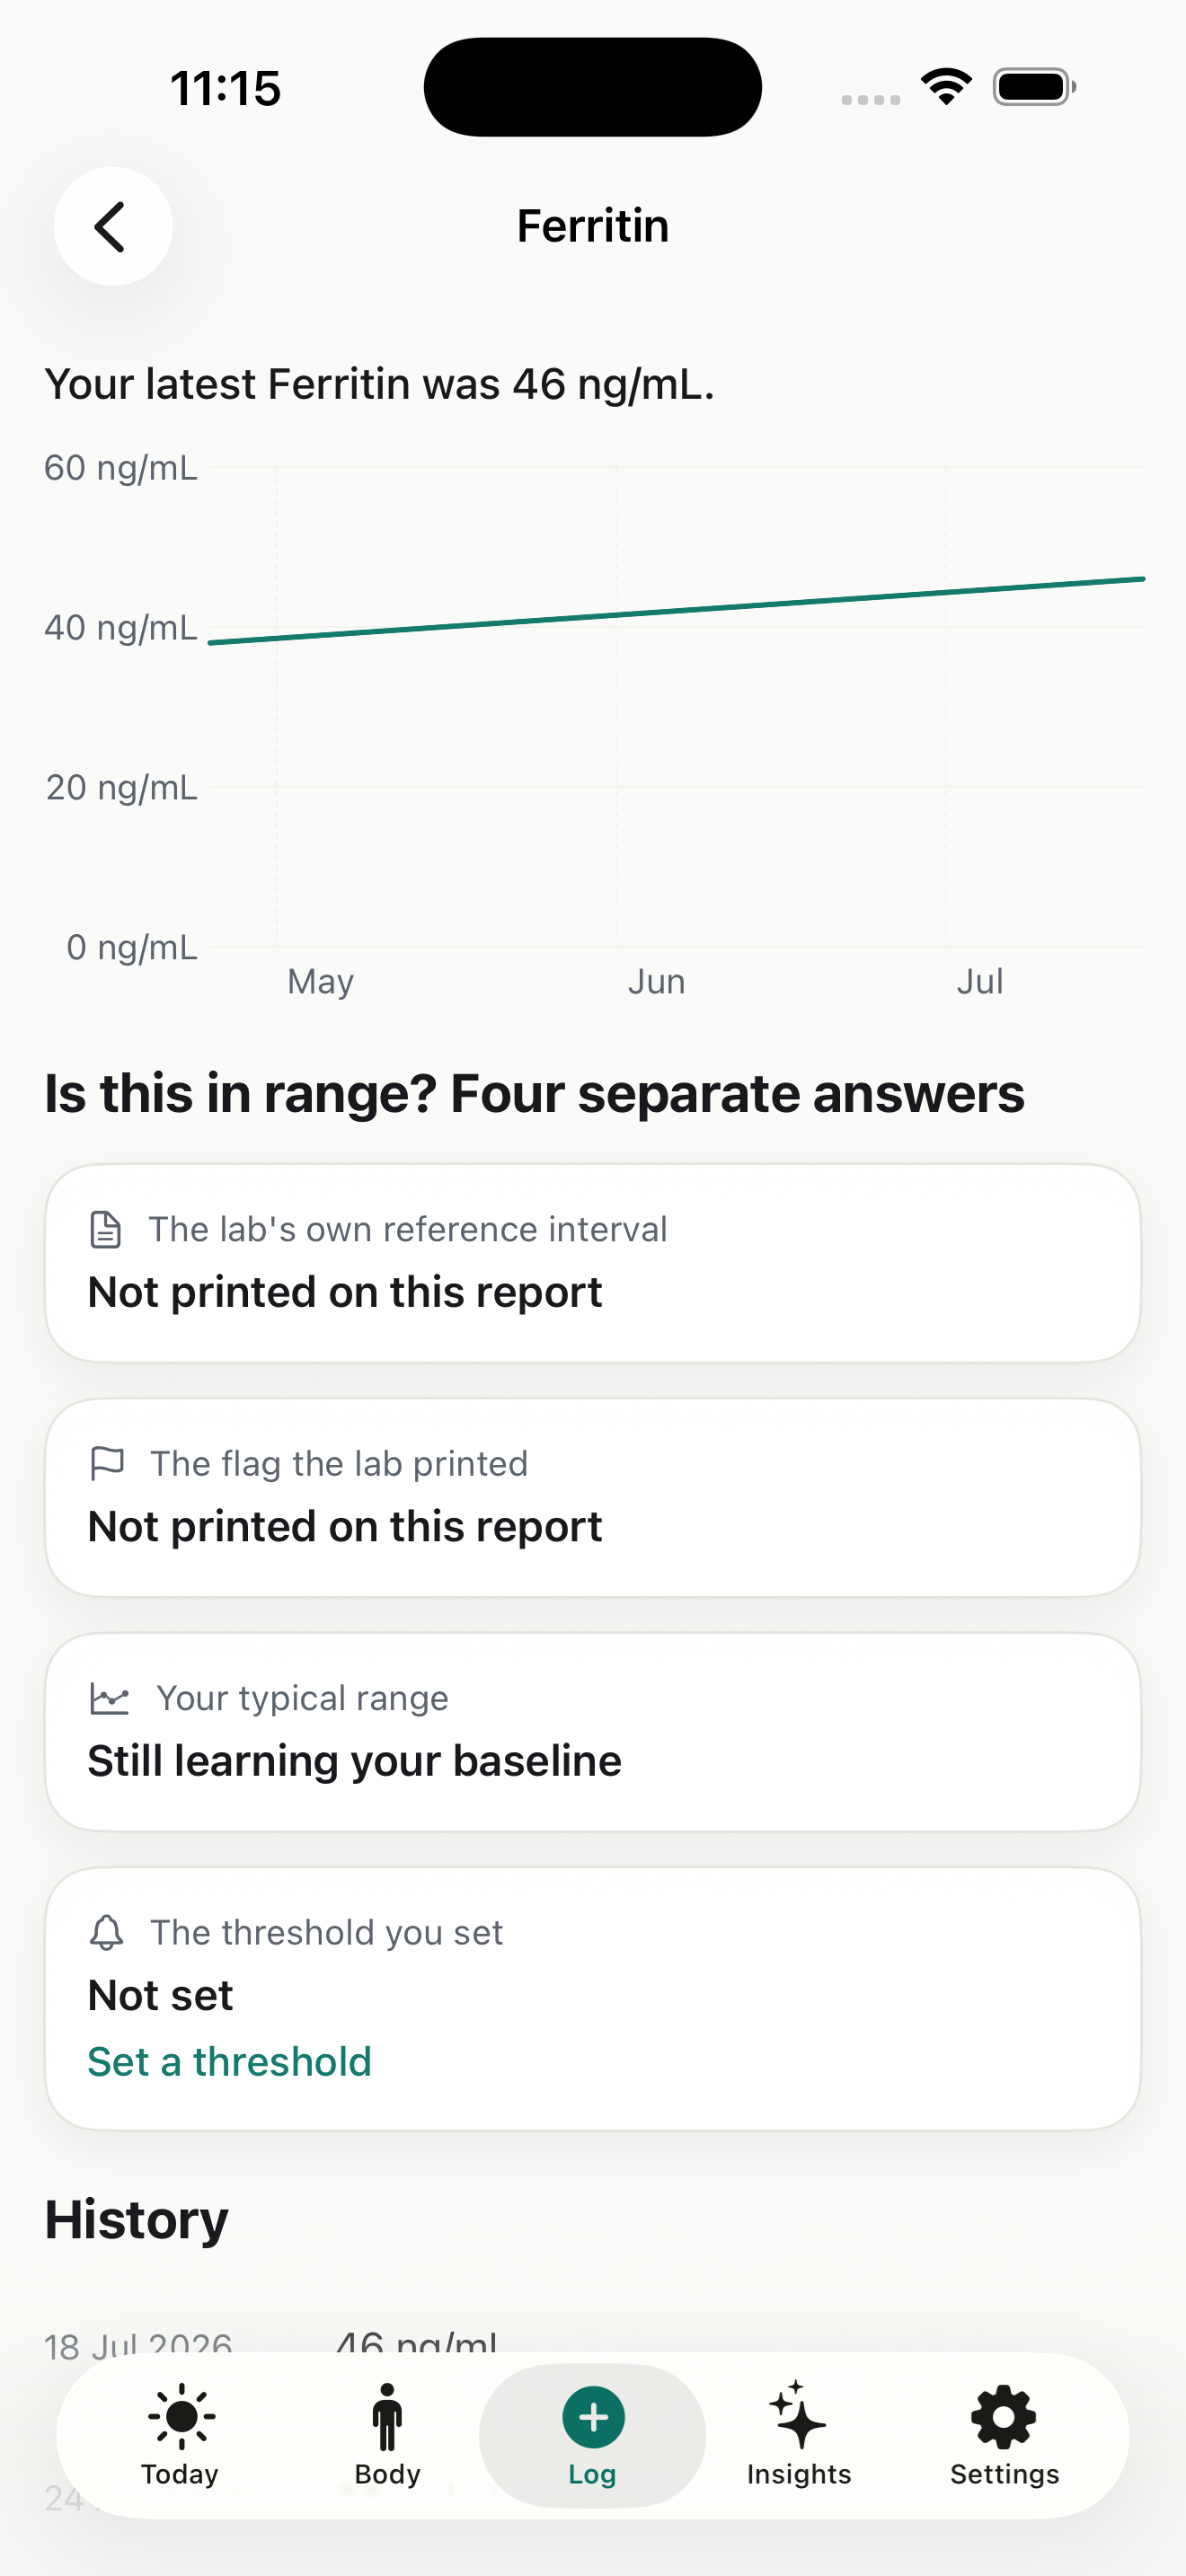 11:15
Ferritin
Your latest Ferritin was 46 ng/mL.
60 ng/mL
40 ng/mL
20 ng/mL
0 ng/mL
May Jun Jul
Is this in range? Four separate answers
The lab's own reference interval
Not printed on this report
The flag the lab printed
Not printed on this report
Your typical range
Still learning your baseline
The threshold you set
Not set
Set a threshold
History
18 Jul 2026 46 ng/mL
24
Today Body Log Insights Settings